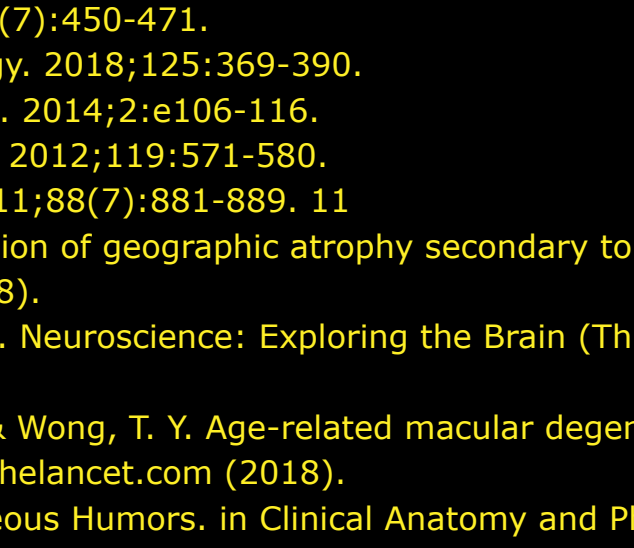 (7):450-471.
gy. 2018;125:369-390.
. 2014;2:e106-116.
2012;119:571-580.
11;88(7):881-889. 11
ion of geographic atrophy secondary to
8).
. Neuroscience: Exploring the Brain (Th
& Wong, T. Y. Age-related macular degen
helancet.com (2018).
eous Humors. in Clinical Anatomy and Ph